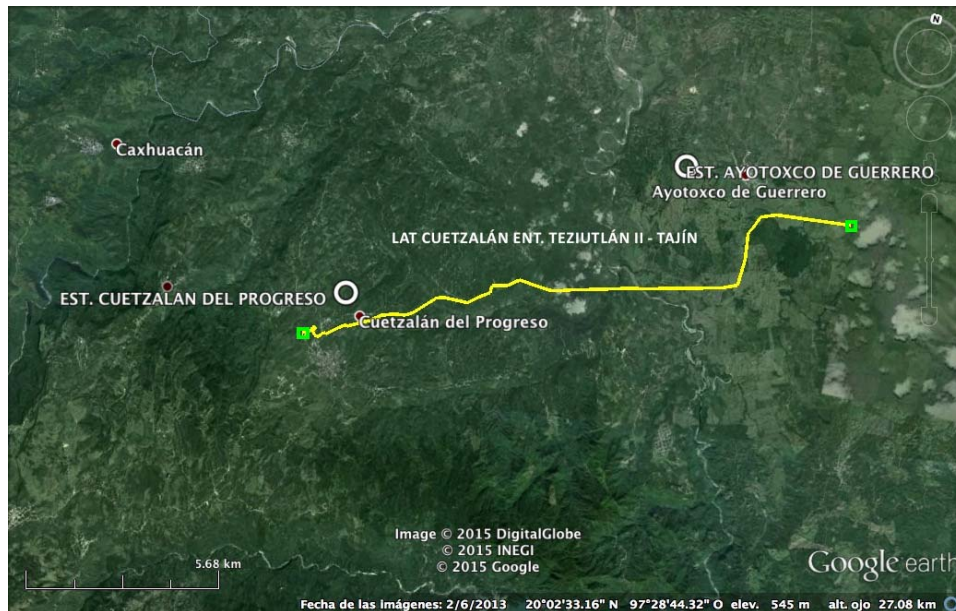 N
Caxhuacán
EST. AYOTOXCO DE GUERRERO
Ayotoxco de Guerrero
LAT CUETZALÁN ENT. TEZIUTLÁN II - TAJÍN
EST. CUETZALAN DEL PROGRESO
Cuetzalán del Progreso
Image © 2015 DigitalGlobe
© 2015 INEGI
© 2015 Google
Google earth
5.68 km
Fecha de las imágenes: 2/6/2013 20°02'33.16" N 97°28'44.32" O elev. 545 m alt. ojo 27.08 km